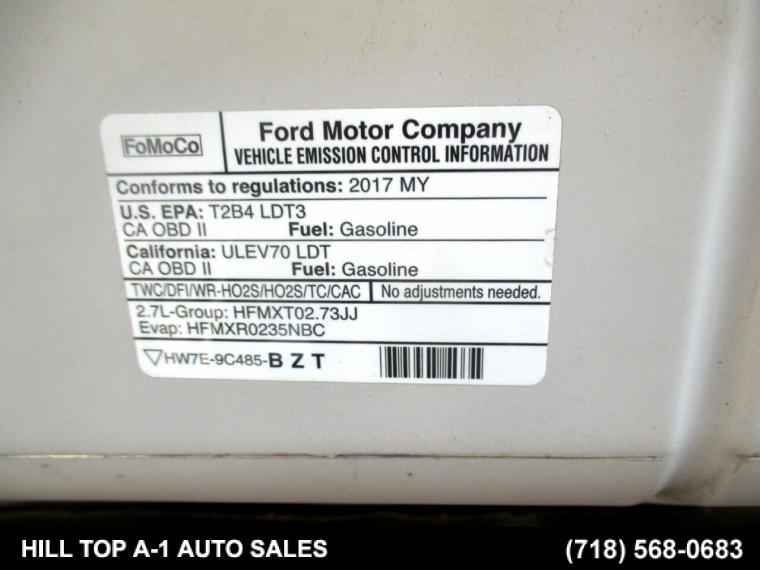 FoMoCo
Ford Motor Company
VEHICLE EMISSION CONTROL INFORMATION
Conforms to regulations: 2017 MY
U.S. EPA: T2B4 LDT3
CA OBD II Fuel: Gasoline
California: ULEV70 LDT
CA OBD II Fuel: Gasoline
TWC/DFI/WR-HO2S/HO2S/TC/CAC No adjustments needed.
2.7L-Group: HFMXT02.73JJ
Evap: HFMXR0235NBC
HW7E-9C485-BZT
HILL TOP A-1 AUTO SALES (718) 568-0683